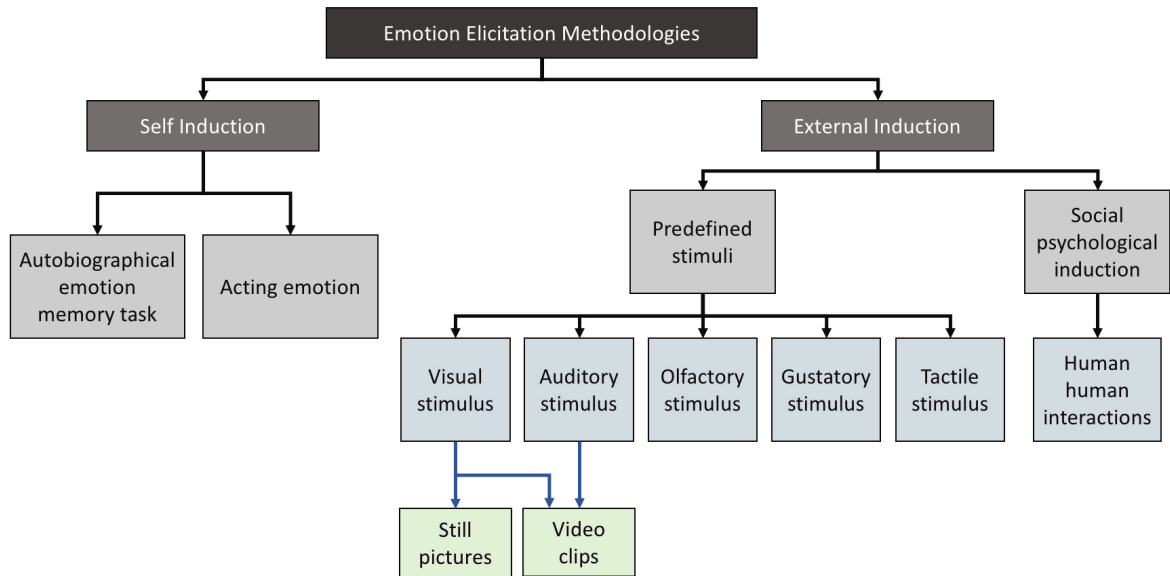 Emotion Elicitation Methodologies
Self Induction
External Induction
Autobiographical
emotion
memory task
Acting emotion
Predefined
stimuli
Social
psychological
induction
Visual
stimulus
Auditory
stimulus
Olfactory
stimulus
Gustatory
stimulus
Tactile
stimulus
Human
human
interactions
Still
pictures
Video
clips